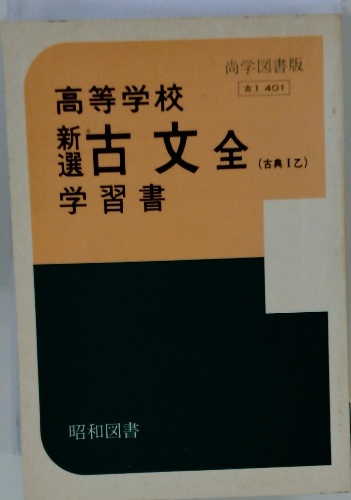 尚学図書版
古Ⅰ 401
高等学校
新選 古文 全 (古典Ⅰ乙)
学習書
昭和図書